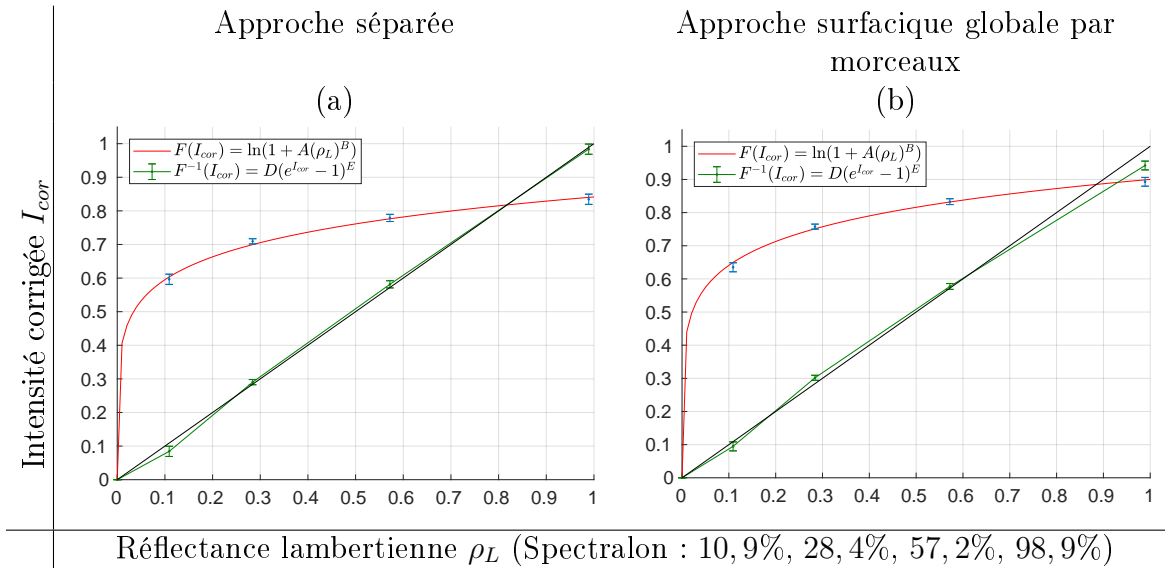 Approche séparée
Approche surfacique globale par
morceaux
(a)
(b)
Intensité corrigée I_cor
F(I_cor) = ln(1 + A(ρ_L)^B)
F^{-1}(I_cor) = D(e^{I_cor} − 1)^E
1
0.9
0.8
0.7
0.6
0.5
0.4
0.3
0.2
0.1
0
0 0.1 0.2 0.3 0.4 0.5 0.6 0.7 0.8 0.9 1
F(I_cor) = ln(1 + A(ρ_L)^B)
F^{-1}(I_cor) = D(e^{I_cor} − 1)^E
1
0.9
0.8
0.7
0.6
0.5
0.4
0.3
0.2
0.1
0
0 0.1 0.2 0.3 0.4 0.5 0.6 0.7 0.8 0.9 1
Réflectance lambertienne ρ_L (Spectralon : 10,9%, 28,4%, 57,2%, 98,9%)